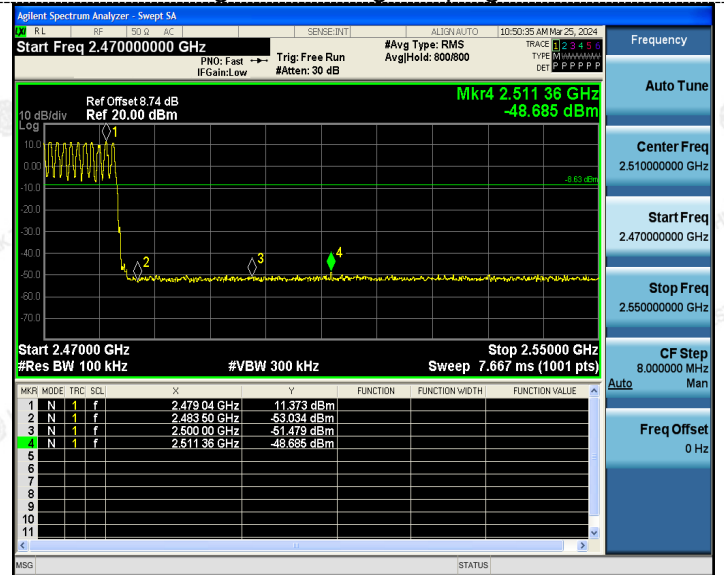 Agilent Spectrum Analyzer - Swept SA
LXI RL RF 50 Ω AC SENSE:INT ALIGN AUTO 10:50:35 AM Mar 25, 2024
Start Freq 2.470000000 GHz
PNO: Fast
IFGain:Low
Trig: Free Run
#Atten: 30 dB
#Avg Type: RMS
Avg|Hold: 800/800
TRACE 1 2 3 4 5 6
TYPE M W W W W W
DET P P P P P P
Mkr4 2.511 36 GHz
-48.685 dBm
Ref Offset 8.74 dB
10 dB/div Ref 20.00 dBm
Log
10.0
0.00
-10.0
-20.0
-30.0
-40.0
-50.0
-60.0
-70.0
1
2
3
4
-8.63 dBm
Start 2.47000 GHz Stop 2.55000 GHz
#Res BW 100 kHz #VBW 300 kHz Sweep 7.667 ms (1001 pts)
MKR MODE TRC SCL X Y FUNCTION FUNCTION WIDTH FUNCTION VALUE
1 N 1 f 2.479 04 GHz 11.373 dBm
2 N 1 f 2.483 50 GHz -53.034 dBm
3 N 1 f 2.500 00 GHz -51.479 dBm
4 N 1 f 2.511 36 GHz -48.685 dBm
5
6
7
8
9
10
11
MSG STATUS
Frequency
Auto Tune
Center Freq
2.510000000 GHz
Start Freq
2.470000000 GHz
Stop Freq
2.550000000 GHz
CF Step
8.000000 MHz
Auto Man
Freq Offset
0 Hz